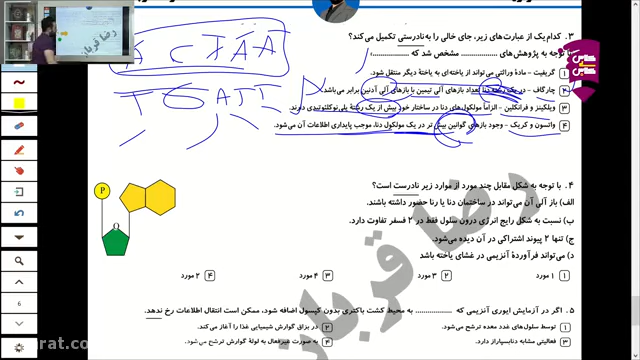 A C T A A
T G A T T
۳. کدام یک از عبارت‌های زیر، جای خالی را به‌نادرستی تکمیل می‌کند؟
با توجه به پژوهش‌های .................. مشخص شد که ..................
۱ گریفیت - مادهٔ وراثتی می‌تواند از یاخته‌ای به یاختهٔ دیگر منتقل شود.
۲ چارگاف - در یک رشته دنا تعداد بازهای آلی تیمین با بازهای آلی آدنین برابر می‌باشد.
۳ ویلکینز و فرانکلین - الزاماً مولکول‌های دنا در ساختار خود بیش از یک رشته پلی نوکلئوتیدی دارند.
۴ واتسون و کریک - وجود بازهای گوانین بیش‌تر در یک مولکول دنا، موجب پایداری اطلاعات آن می‌شود.
۴. با توجه به شکل مقابل چند مورد از موارد زیر نادرست است؟
الف) باز آلی آن می‌تواند در ساختمان دنا یا رنا حضور داشته باشند.
ب) نسبت به شکل رایج انرژی درون سلول فقط در ۲ فسفر تفاوت دارد.
ج) تنها ۲ پیوند اشتراکی در آن دیده می‌شود.
د) می‌تواند فرآوردهٔ آنزیمی در غشای یاخته باشد
۱ ۱ مورد ۲ ۳ مورد ۳ ۴ مورد ۴ ۲ مورد
P
O
۵. اگر در آزمایش ایوری آنزیمی که .................. به محیط کشت باکتری بدون کپسول اضافه شود، ممکن است انتقال اطلاعات رخ ندهد.
۱ توسط سلول‌های غدد معده ترشح می‌شود. ۲ در بزاق گوارش شیمیایی غذا را آغاز می‌کند.
۳ فعالیتی مشابه دنابسپاراز دارد. ۴ به صورت غیرفعال به لولهٔ گوارش ترشح می‌شود.
رضا قربان
6